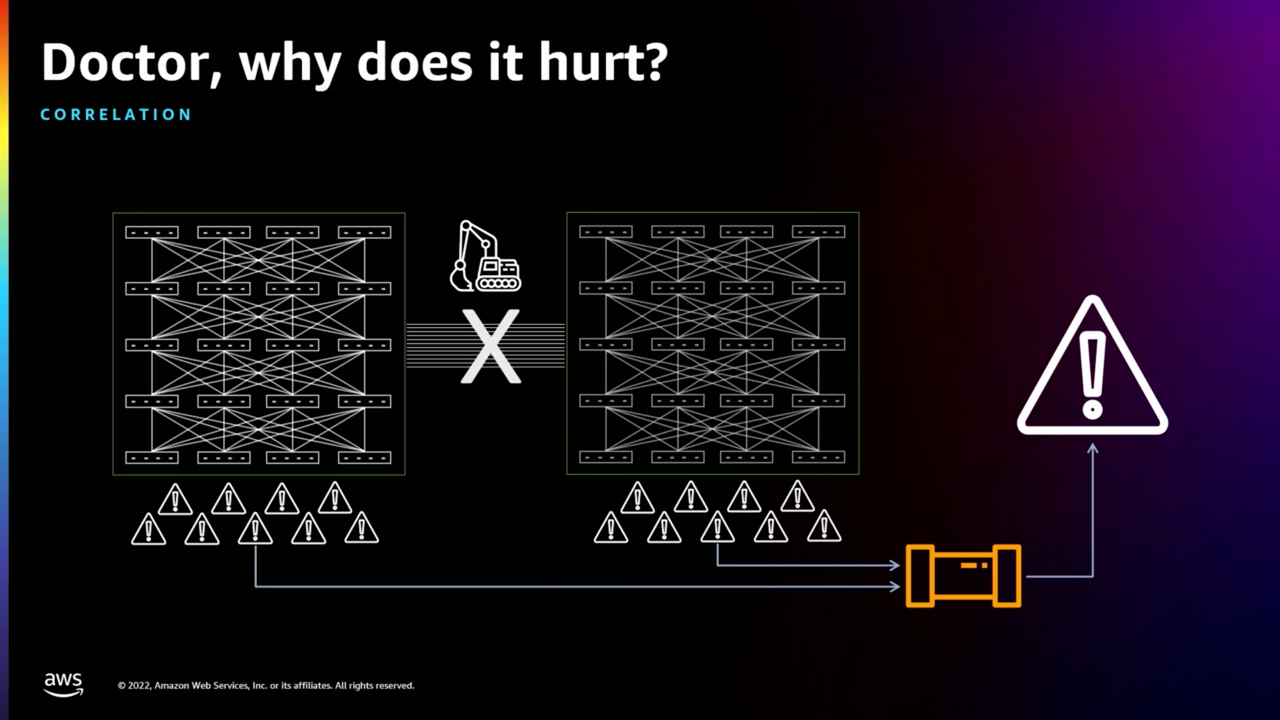 Doctor, why does it hurt?
CORRELATION
X
aws
© 2022, Amazon Web Services, Inc. or its affiliates. All rights reserved.